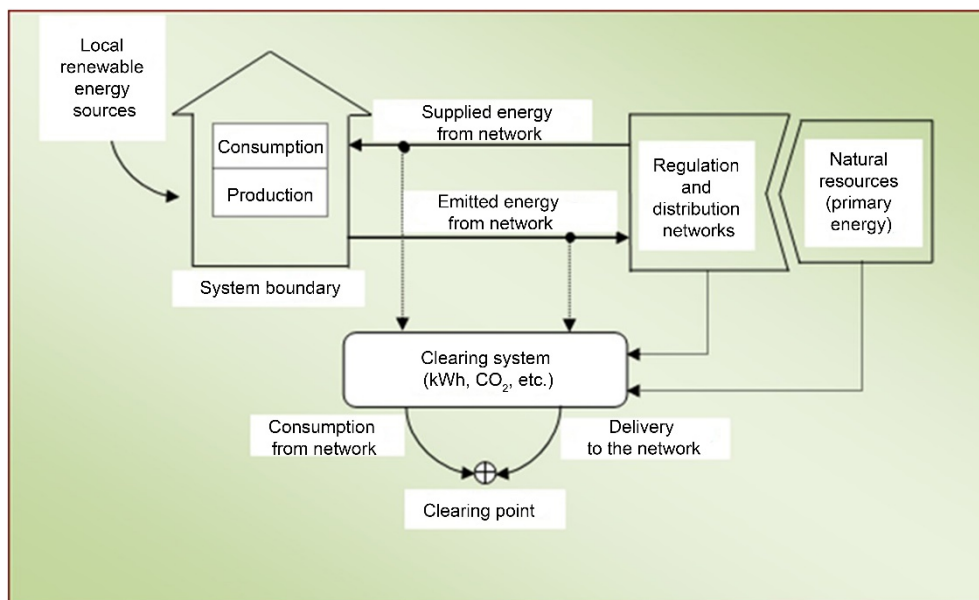 Local
renewable
energy
sources
Supplied energy
from network
Consumption
Production
Emitted energy
from network
Regulation
and
distribution
networks
Natural
resources
(primary
energy)
System boundary
Clearing system
(kWh, CO₂, etc.)
Consumption
from network
Delivery
to the network
Clearing point